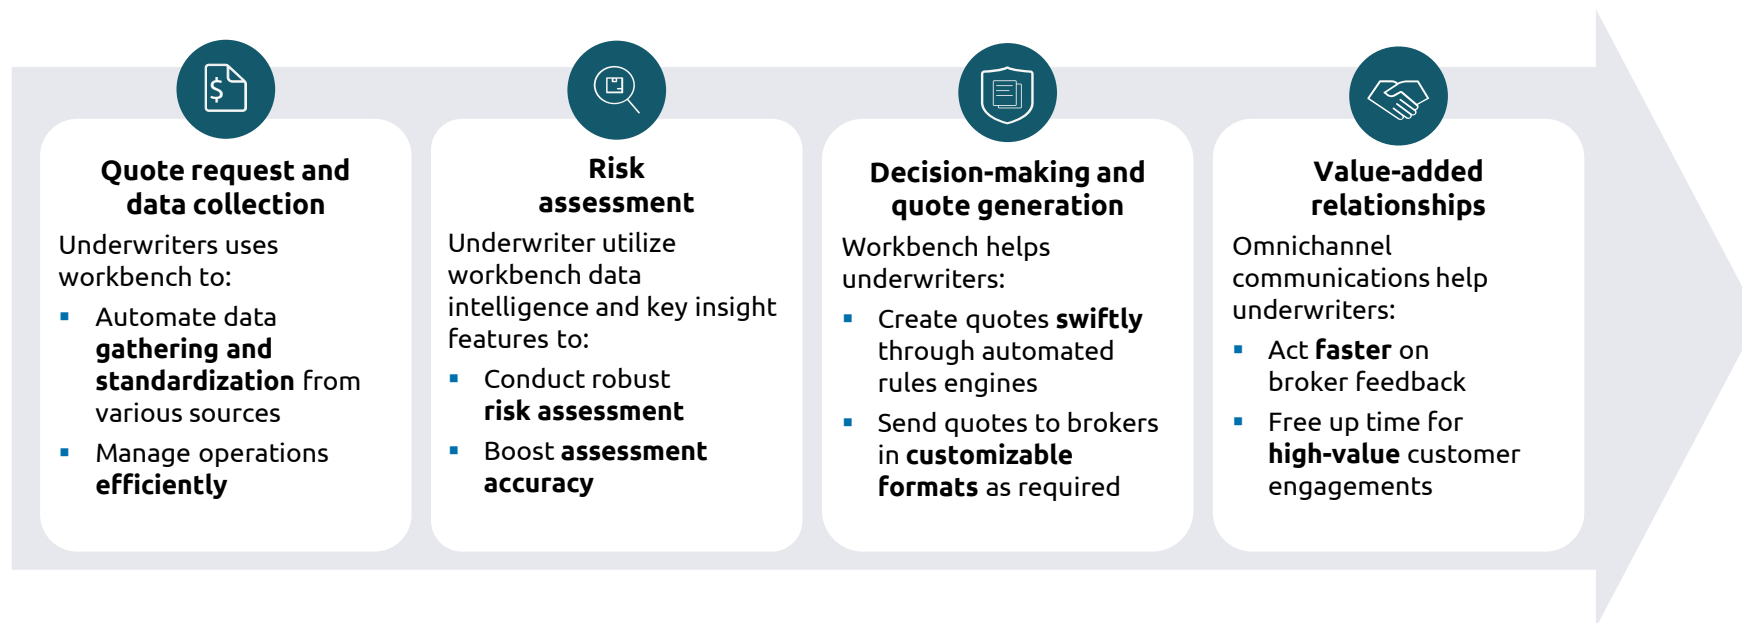 Quote request and
data collection
Underwriters uses
workbench to:
▪ Automate data
gathering and
standardization from
various sources
▪ Manage operations
efficiently
Risk
assessment
Underwriter utilize
workbench data
intelligence and key insight
features to:
▪ Conduct robust
risk assessment
▪ Boost assessment
accuracy
Decision-making and
quote generation
Workbench helps
underwriters:
▪ Create quotes swiftly
through automated
rules engines
▪ Send quotes to brokers
in customizable
formats as required
Value-added
relationships
Omnichannel
communications help
underwriters:
▪ Act faster on
broker feedback
▪ Free up time for
high-value customer
engagements